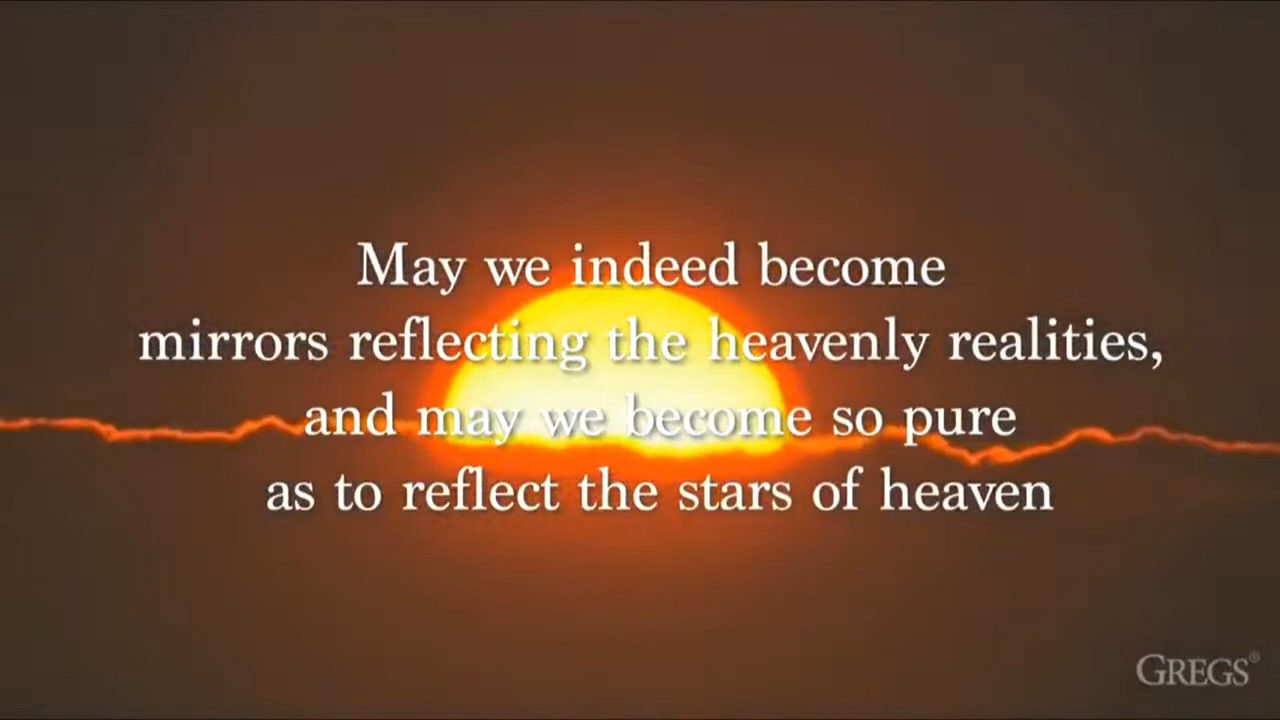 May we indeed become
mirrors reflecting the heavenly realities,
and may we become so pure
as to reflect the stars of heaven
GREGS®